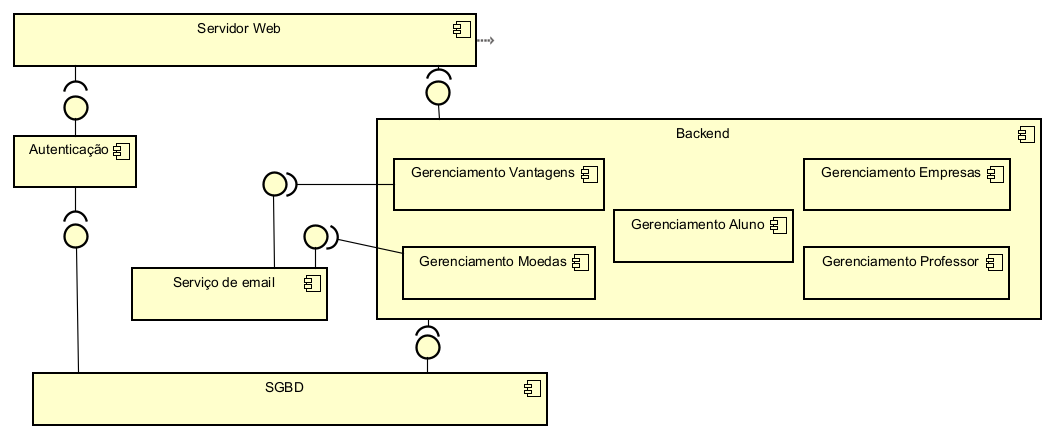 Servidor Web
Autenticação
Backend
Gerenciamento Vantagens
Gerenciamento Empresas
Gerenciamento Aluno
Gerenciamento Moedas
Gerenciamento Professor
Serviço de email
SGBD